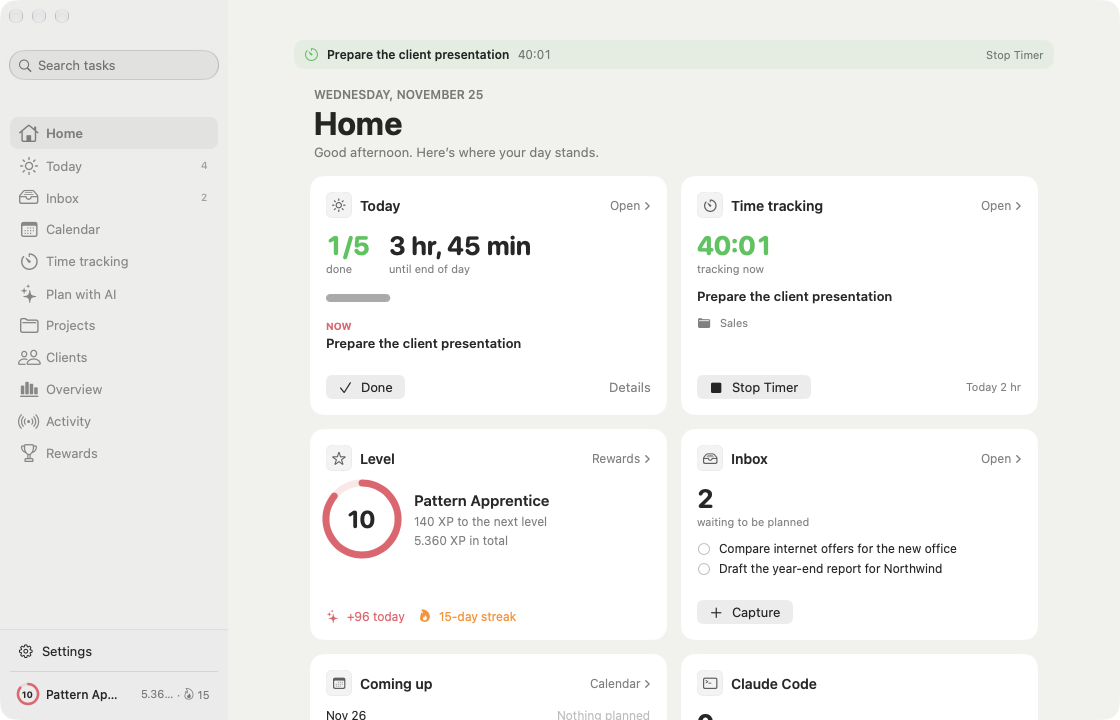 Search tasks
Home
Today 4
Inbox 2
Calendar
Time tracking
Plan with AI
Projects
Clients
Overview
Activity
Rewards
Settings
10 Pattern Ap... 5.36... · 15
Prepare the client presentation 40:01 Stop Timer
WEDNESDAY, NOVEMBER 25
Home
Good afternoon. Here's where your day stands.
Today Open
1/5 3 hr, 45 min
done until end of day
NOW
Prepare the client presentation
Done Details
Time tracking Open
40:01
tracking now
Prepare the client presentation
Sales
Stop Timer Today 2 hr
Level Rewards
10
Pattern Apprentice
140 XP to the next level
5.360 XP in total
+96 today 15-day streak
Inbox Open
2
waiting to be planned
Compare internet offers for the new office
Draft the year-end report for Northwind
Capture
Coming up Calendar
Nov 26 Nothing planned
Claude Code